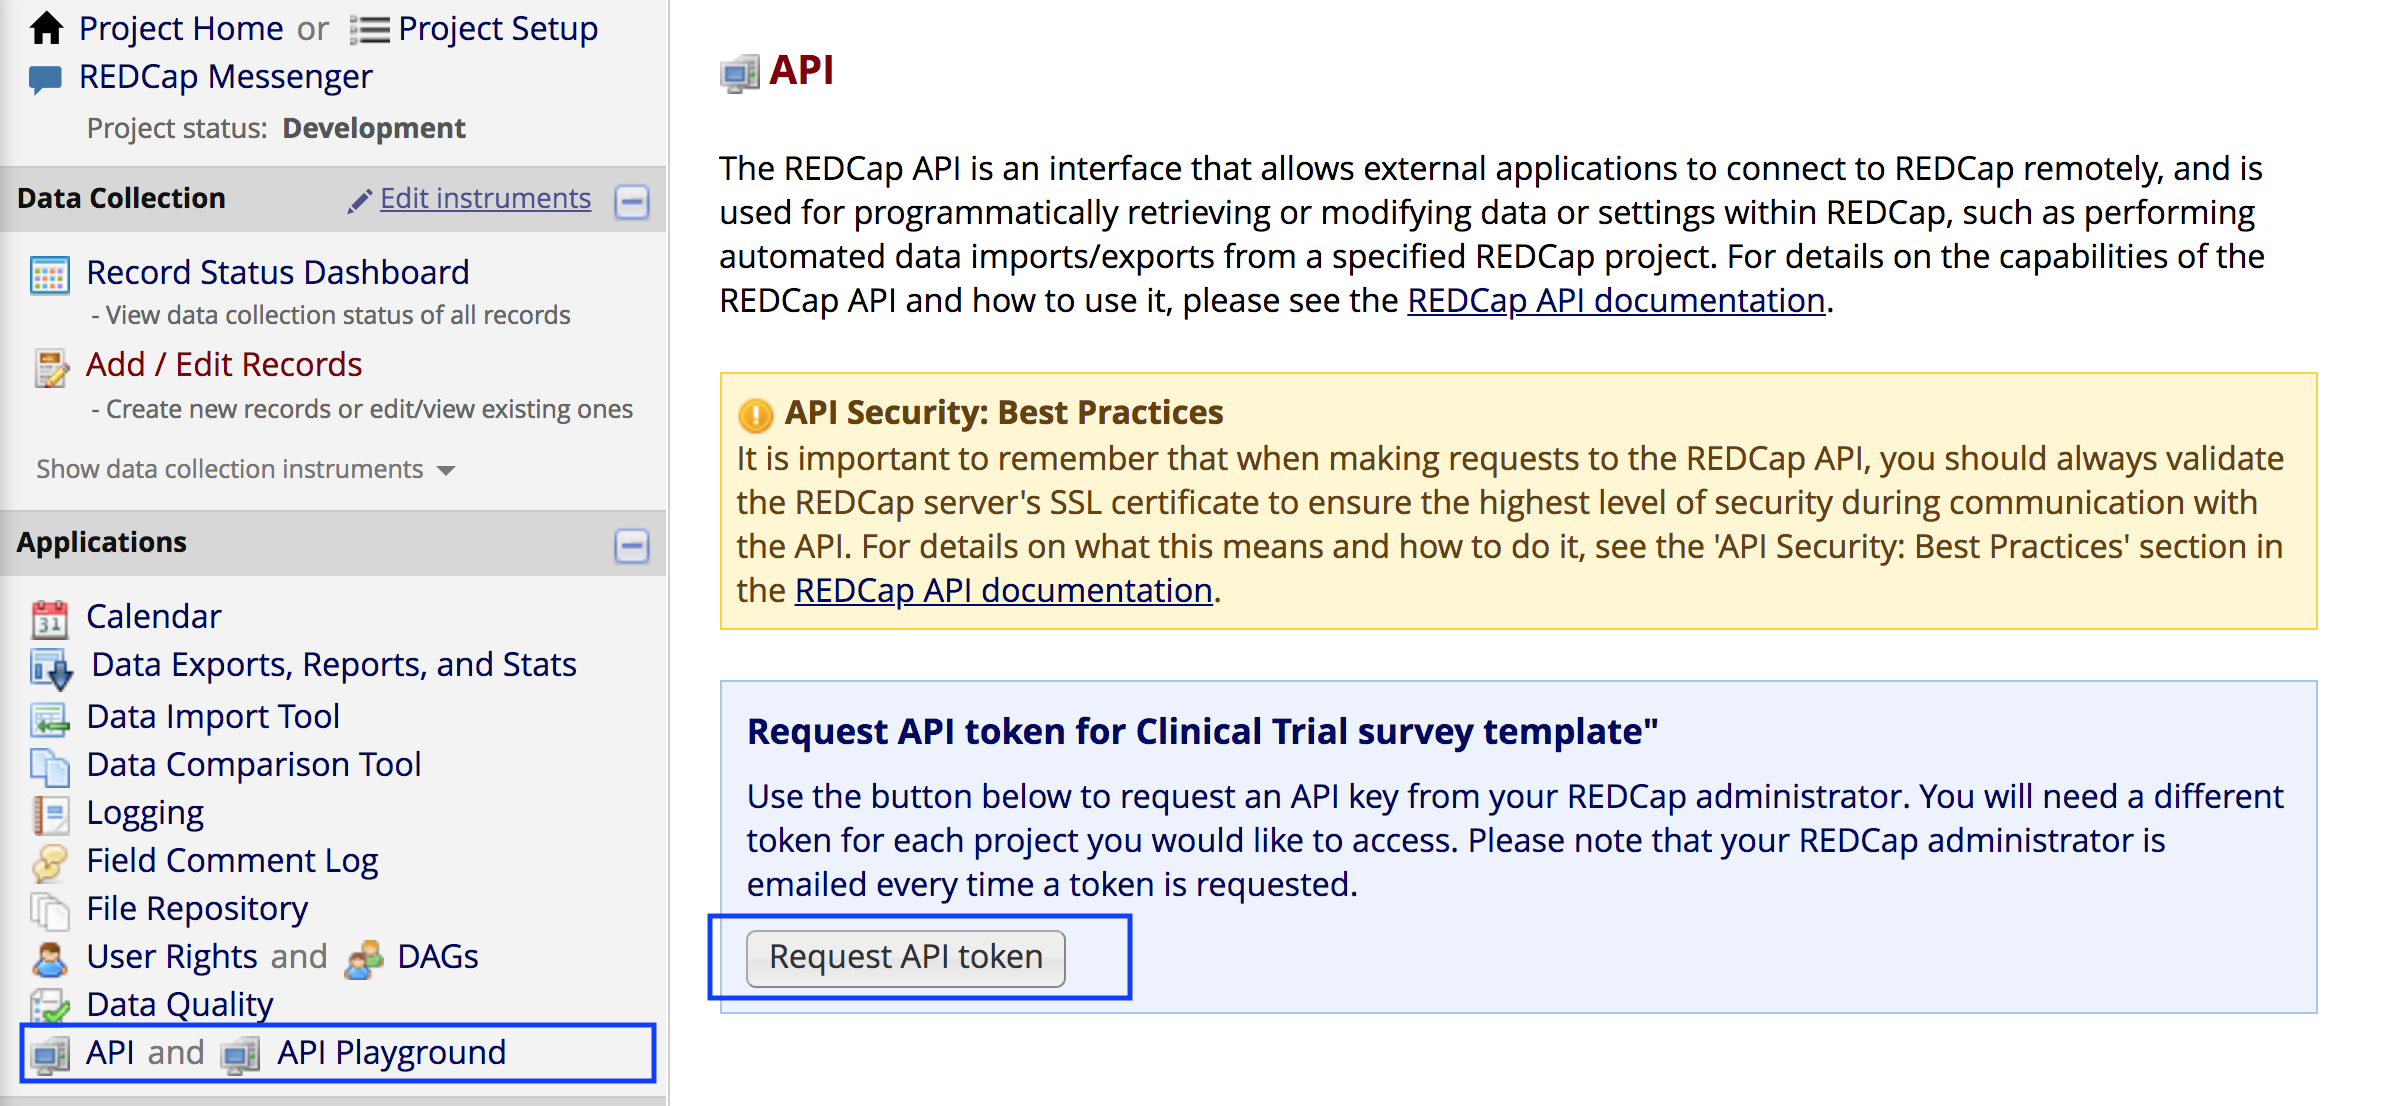 Project Home or Project Setup
REDCap Messenger
Project status: Development
Data Collection Edit instruments
Record Status Dashboard
- View data collection status of all records
Add / Edit Records
- Create new records or edit/view existing ones
Show data collection instruments
Applications
31 Calendar
Data Exports, Reports, and Stats
Data Import Tool
Data Comparison Tool
Logging
Field Comment Log
File Repository
User Rights and DAGs
Data Quality
API and API Playground
API
The REDCap API is an interface that allows external applications to connect to REDCap remotely, and is
used for programmatically retrieving or modifying data or settings within REDCap, such as performing
automated data imports/exports from a specified REDCap project. For details on the capabilities of the
REDCap API and how to use it, please see the REDCap API documentation.
API Security: Best Practices
It is important to remember that when making requests to the REDCap API, you should always validate
the REDCap server's SSL certificate to ensure the highest level of security during communication with
the API. For details on what this means and how to do it, see the 'API Security: Best Practices' section in
the REDCap API documentation.
Request API token for Clinical Trial survey template"
Use the button below to request an API key from your REDCap administrator. You will need a different
token for each project you would like to access. Please note that your REDCap administrator is
emailed every time a token is requested.
Request API token